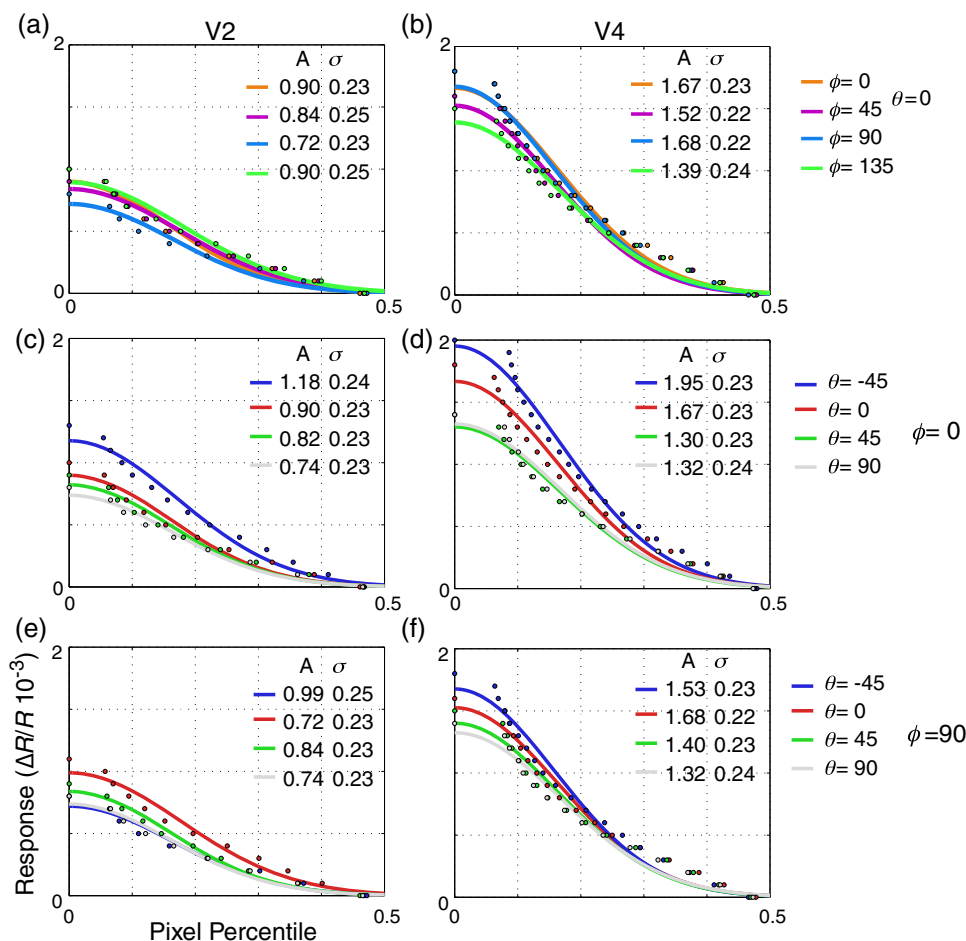 (a) V2 (b) V4
2 A σ
0.90 0.23
0.84 0.25
0.72 0.23
0.90 0.25
1
0 0 0.5
2 A σ
1.67 0.23
1.52 0.22
1.68 0.22
1.39 0.24
1
0 0 0.5
ϕ= 0
ϕ= 45
ϕ= 90
ϕ= 135
θ=0
(c) (d)
2 A σ
1.18 0.24
0.90 0.23
0.82 0.23
0.74 0.23
1
0 0 0.5
2 A σ
1.95 0.23
1.67 0.23
1.30 0.23
1.32 0.24
1
0 0 0.5
θ= -45
θ= 0
θ= 45
θ= 90
ϕ= 0
(e) (f)
2 A σ
0.99 0.25
0.72 0.23
0.84 0.23
0.74 0.23
1
0 0 0.5
2 A σ
1.53 0.23
1.68 0.22
1.40 0.23
1.32 0.24
1
0 0 0.5
θ= -45
θ= 0
θ= 45
θ= 90
ϕ=90
Response (ΔR/R 10⁻³)
Pixel Percentile